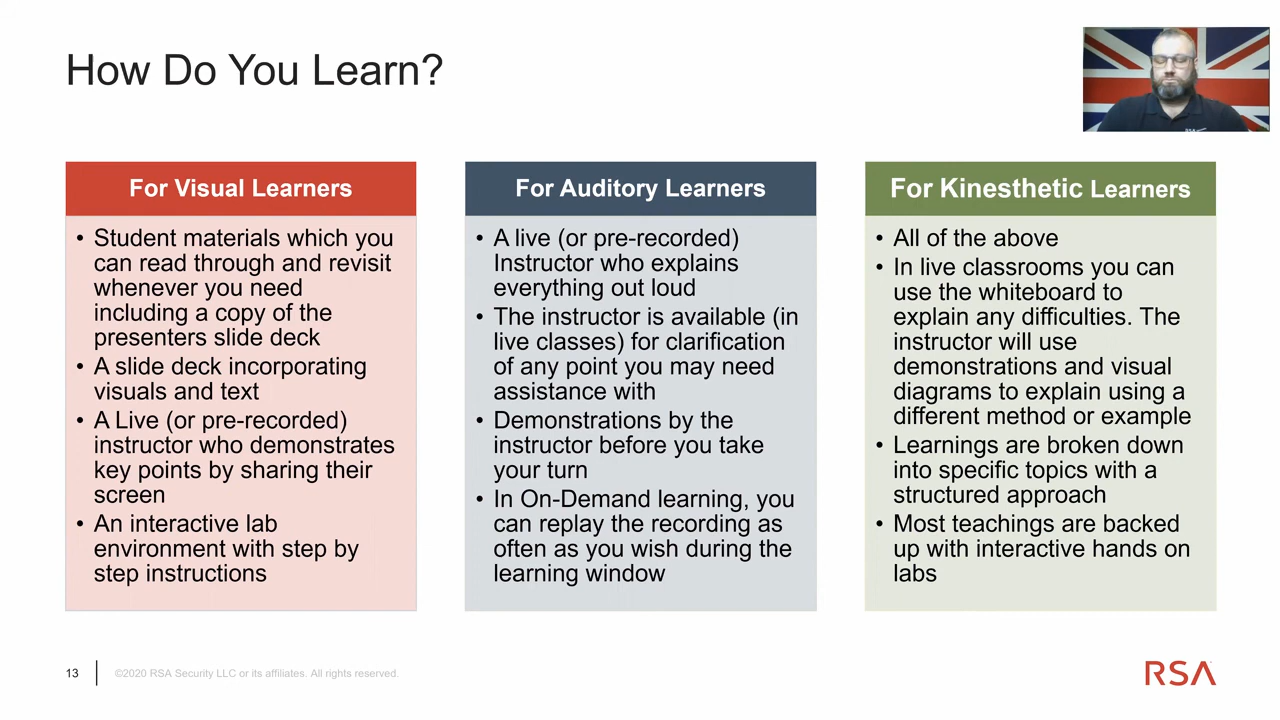 How Do You Learn?
For Visual Learners
• Student materials which you
can read through and revisit
whenever you need
including a copy of the
presenters slide deck
• A slide deck incorporating
visuals and text
• A Live (or pre-recorded)
instructor who demonstrates
key points by sharing their
screen
• An interactive lab
environment with step by
step instructions
For Auditory Learners
• A live (or pre-recorded)
Instructor who explains
everything out loud
• The instructor is available (in
live classes) for clarification
of any point you may need
assistance with
• Demonstrations by the
instructor before you take
your turn
• In On-Demand learning, you
can replay the recording as
often as you wish during the
learning window
For Kinesthetic Learners
• All of the above
• In live classrooms you can
use the whiteboard to
explain any difficulties. The
instructor will use
demonstrations and visual
diagrams to explain using a
different method or example
• Learnings are broken down
into specific topics with a
structured approach
• Most teachings are backed
up with interactive hands on
labs
13
©2020 RSA Security LLC or its affiliates. All rights reserved.
RSA
RSA